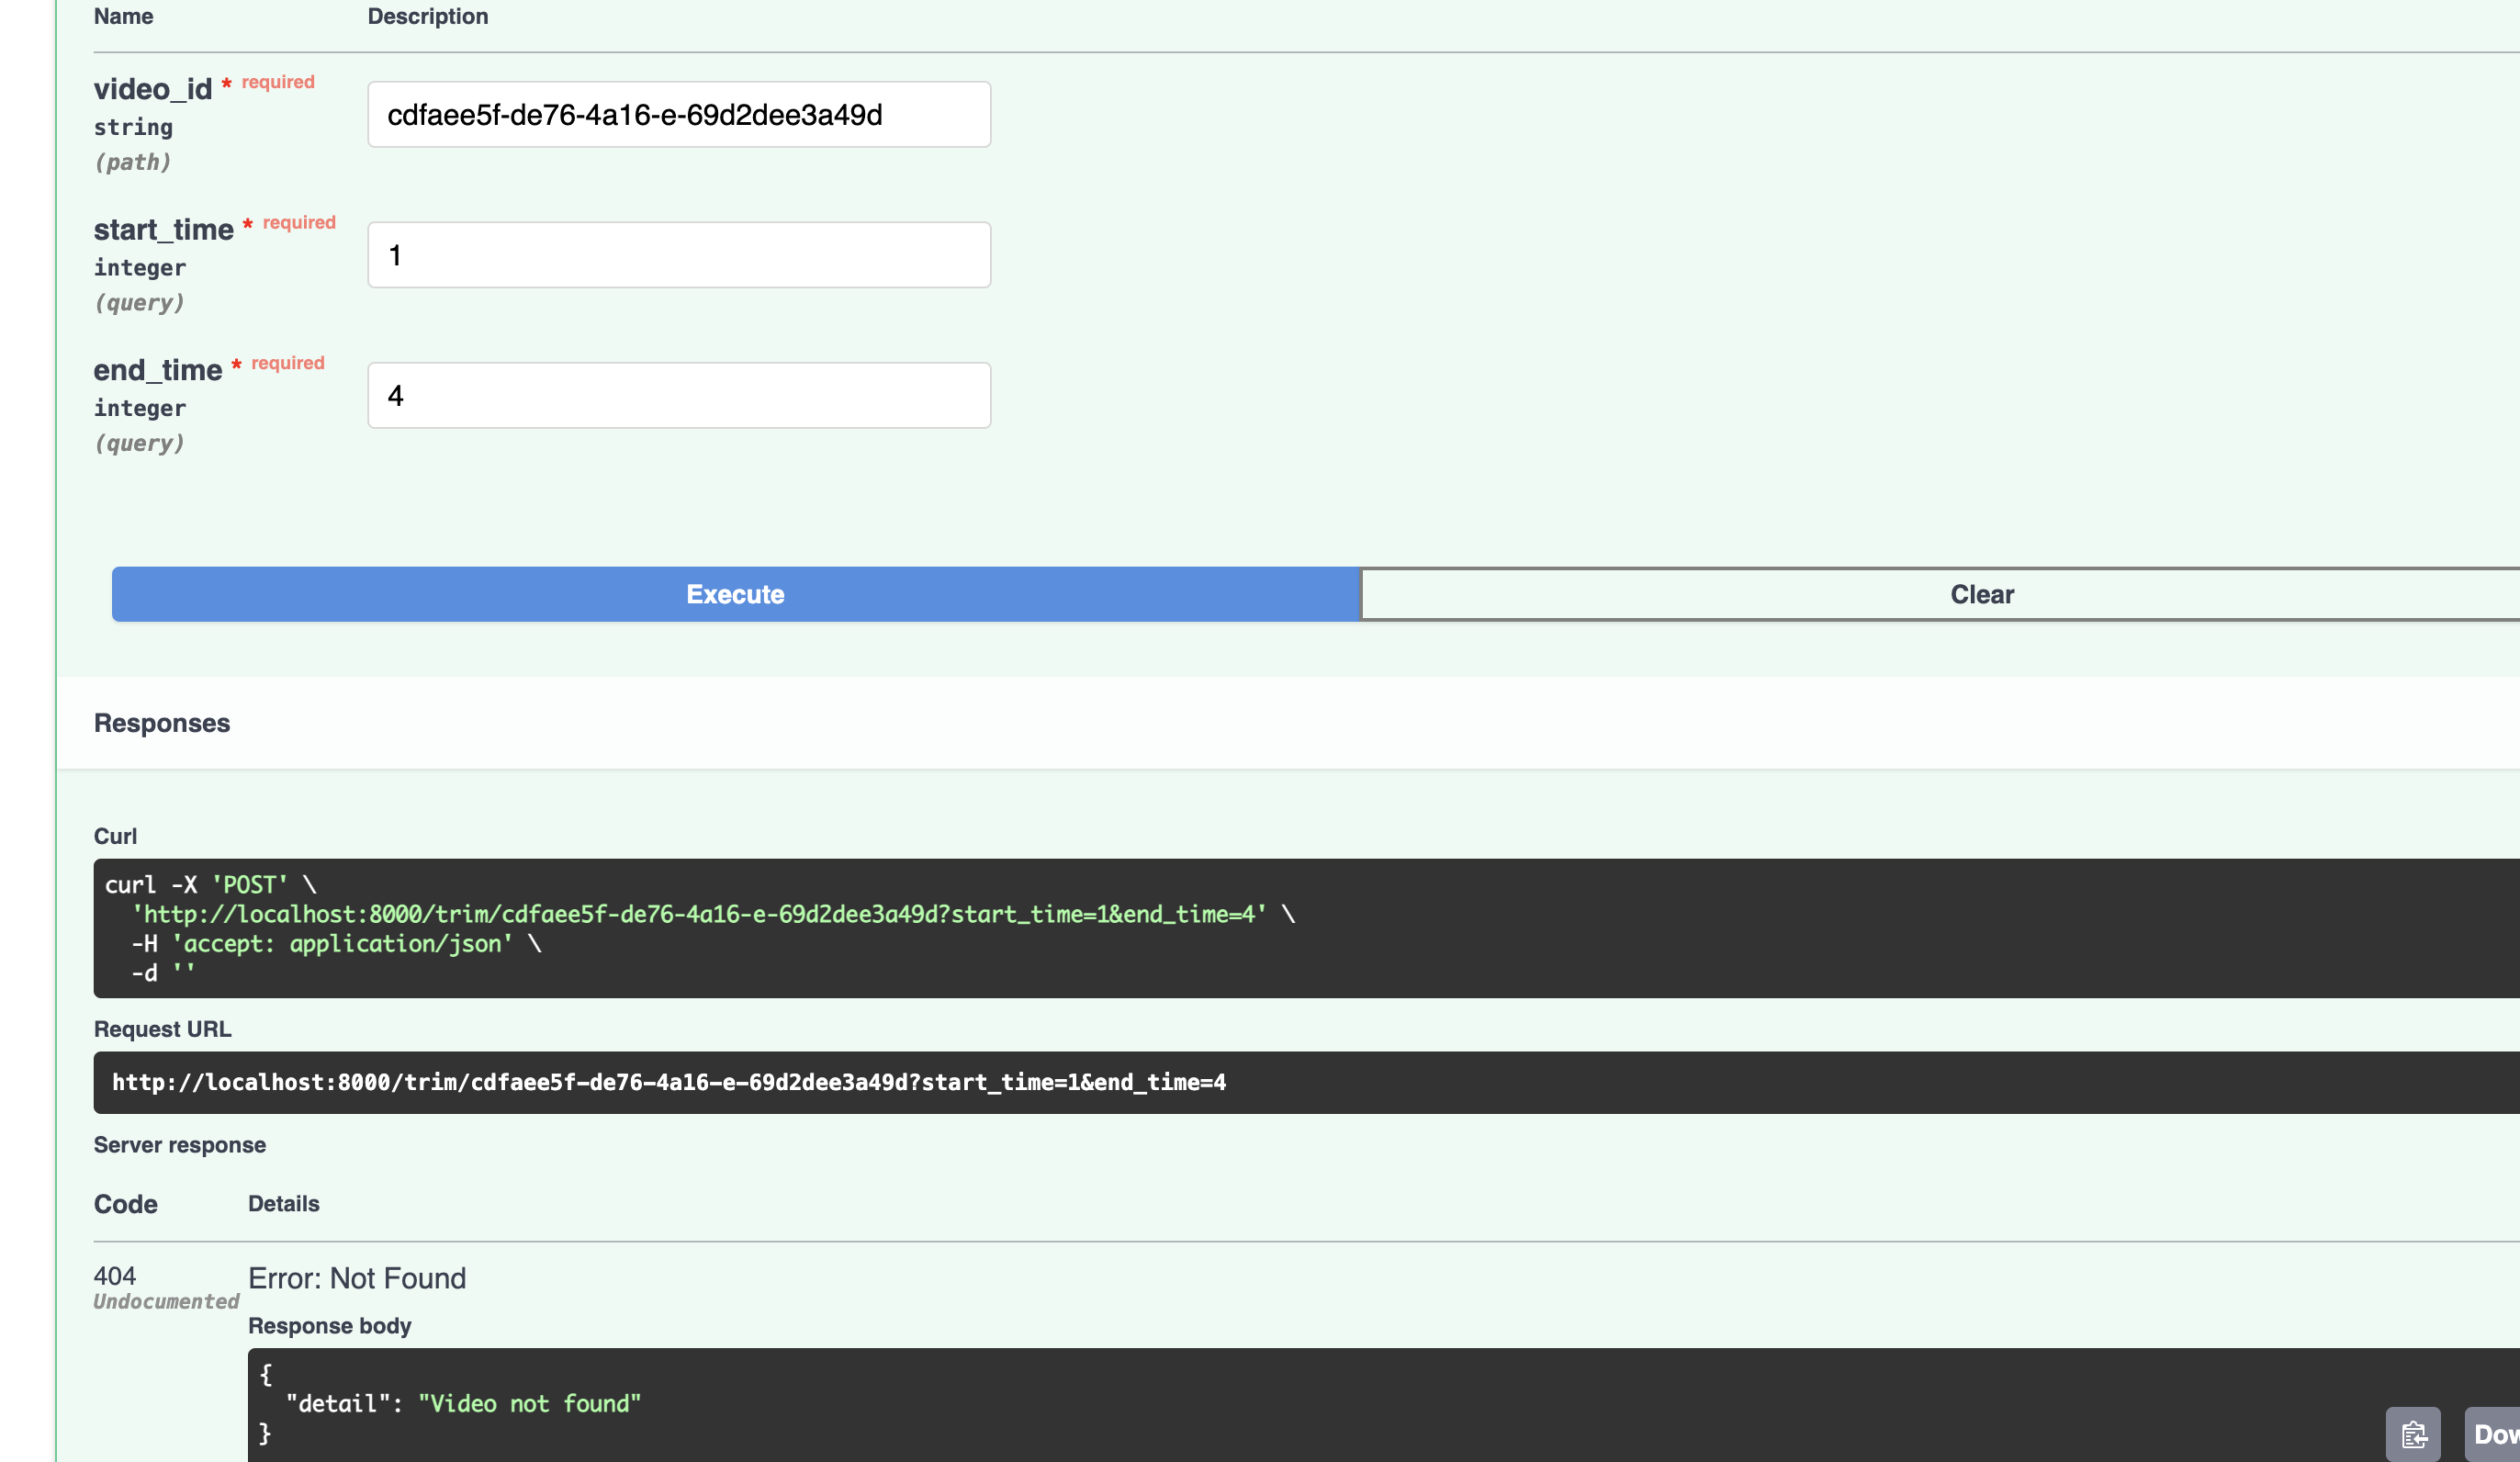 Name Description
video_id * required
string
(path)
cdfaee5f-de76-4a16-e-69d2dee3a49d
start_time * required
integer
(query)
1
end_time * required
integer
(query)
4
Execute Clear
Responses
Curl
curl -X 'POST' \
'http://localhost:8000/trim/cdfaee5f-de76-4a16-e-69d2dee3a49d?start_time=1&end_time=4' \
-H 'accept: application/json' \
-d ''
Request URL
http://localhost:8000/trim/cdfaee5f-de76-4a16-e-69d2dee3a49d?start_time=1&end_time=4
Server response
Code Details
404 Error: Not Found
Undocumented
Response body
{
"detail": "Video not found"
}